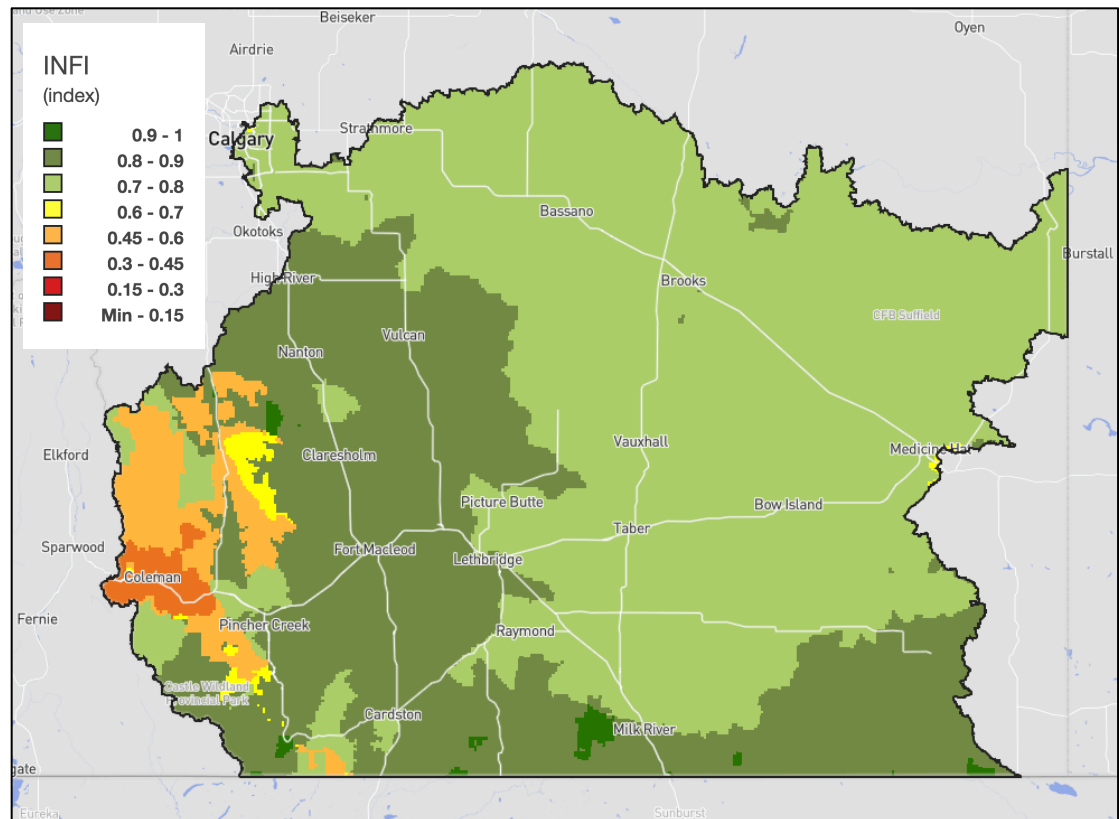 and Use Zone
Beiseker
Oyen
Airdrie
INFI
(index)
0.9 - 1
0.8 - 0.9
0.7 - 0.8
0.6 - 0.7
0.45 - 0.6
0.3 - 0.45
0.15 - 0.3
Min - 0.15
Calgary
Strathmore
Bassano
Okotoks
Burstall
High River
Brooks
CFB Suffield
Vulcan
Nanton
Elkford
Claresholm
Vauxhall
Medicine Hat
Picture Butte
Bow Island
Taber
Sparwood
Fort Macleod
Lethbridge
Coleman
Fernie
Pincher Creek
Raymond
Castle Wildland
Provincial Park
Cardston
Milk River
gate
Eureka
Sunburst